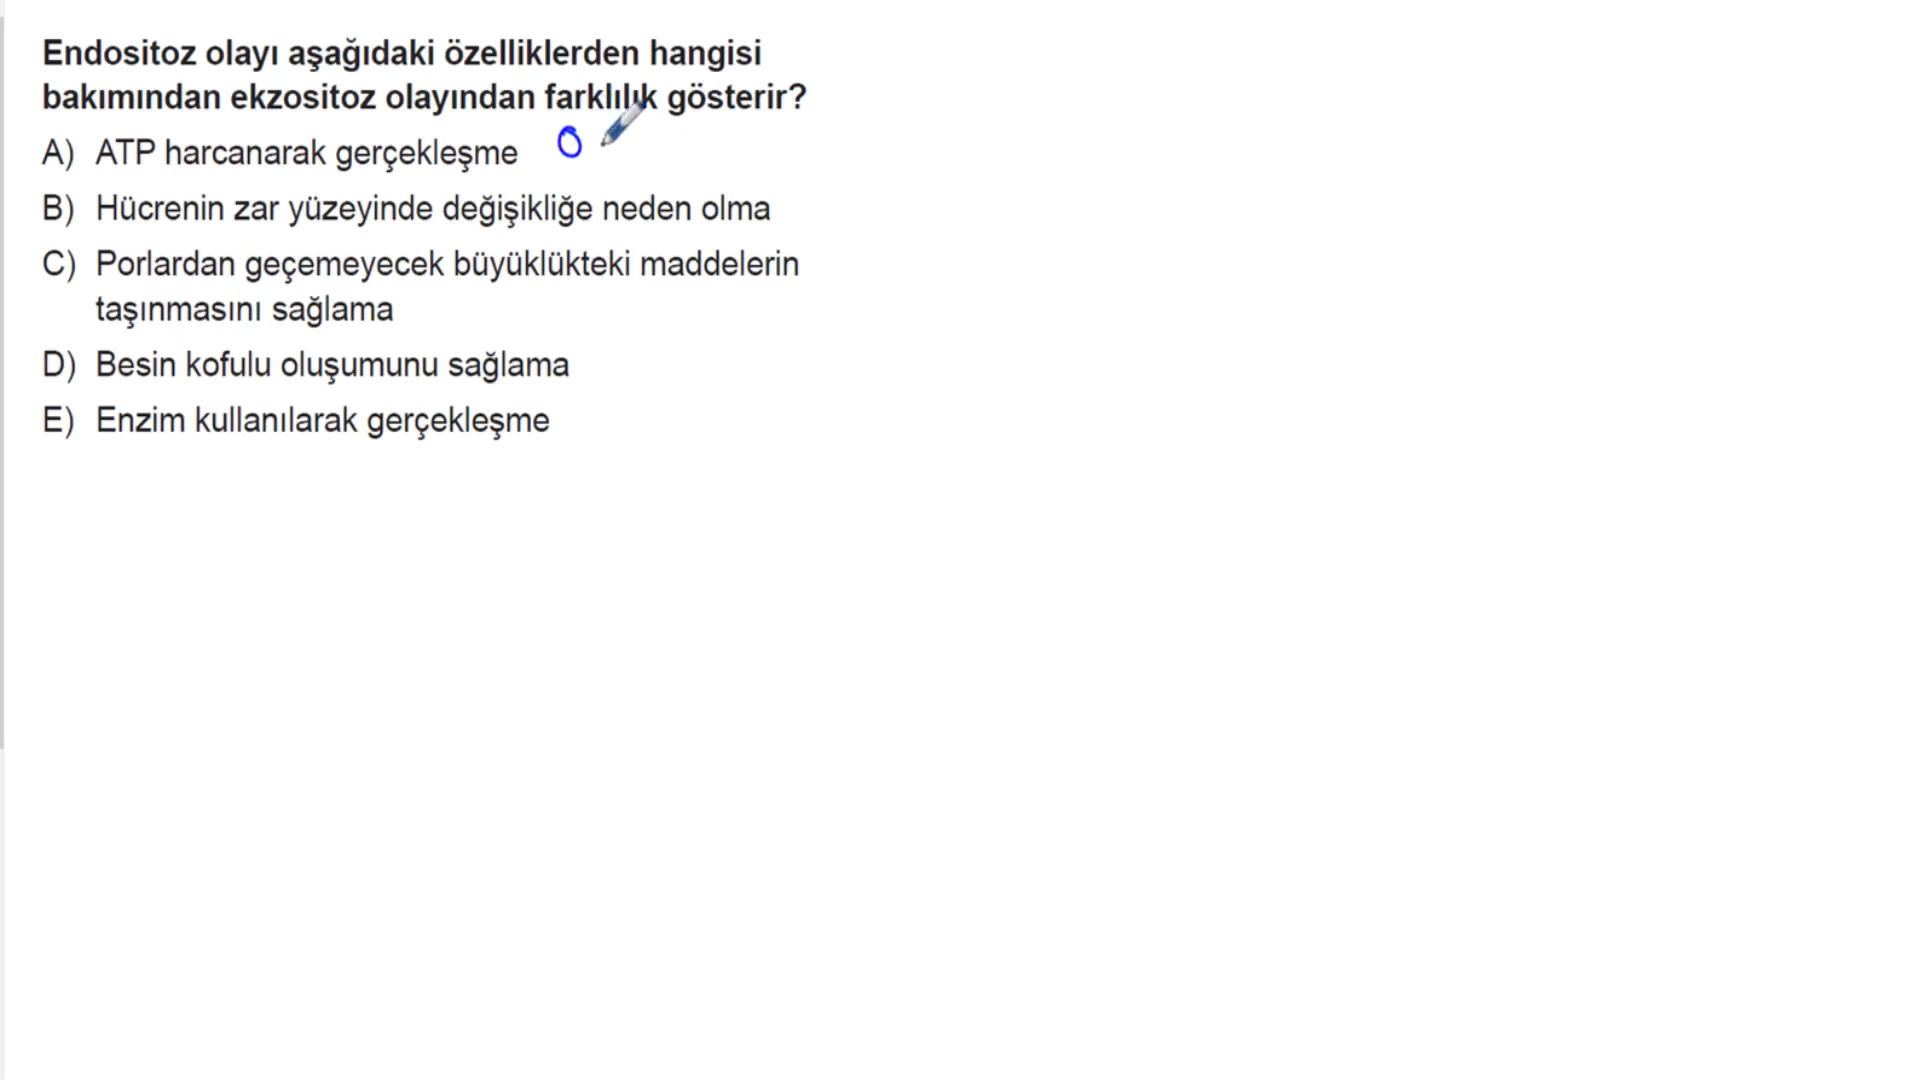 Endositoz olayı aşağıdaki özelliklerden hangisi
bakımından ekzositoz olayından farklılık gösterir?
A) ATP harcanarak gerçekleşme
B) Hücrenin zar yüzeyinde değişikliğe neden olma
C) Porlardan geçemeyecek büyüklükteki maddelerin
taşınmasını sağlama
D) Besin kofulu oluşumunu sağlama
E) Enzim kullanılarak gerçekleşme